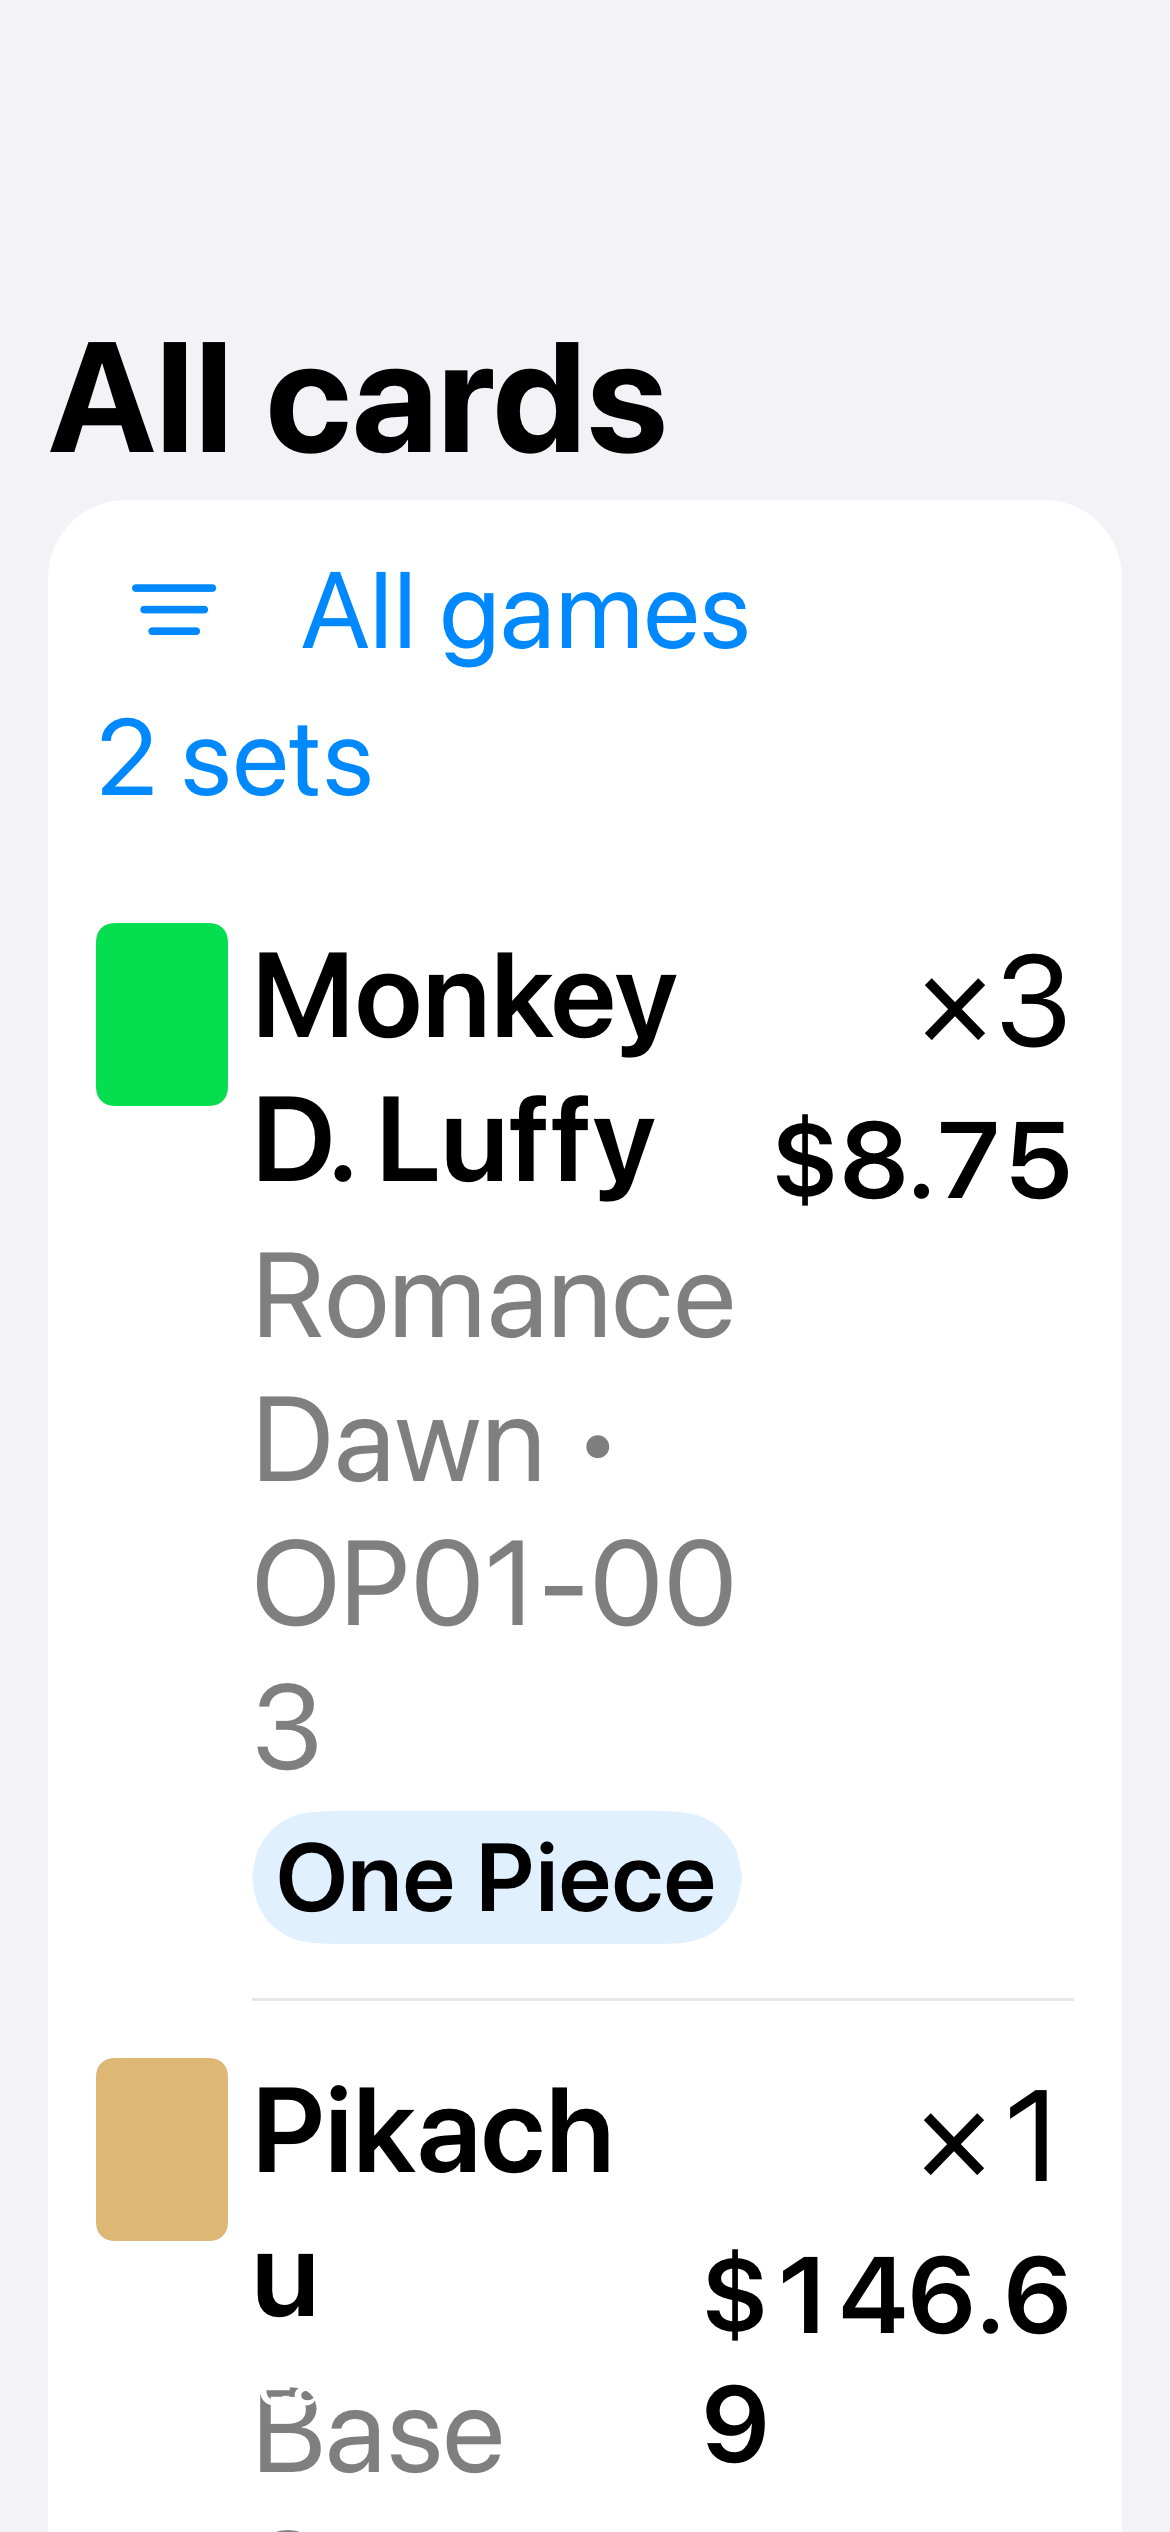 All cards
All games
2 sets
Monkey
D. Luffy
×3
$8.75
Romance
Dawn •
OP01-00
3
One Piece
Pikach
u
×1
$146.6
9
Base